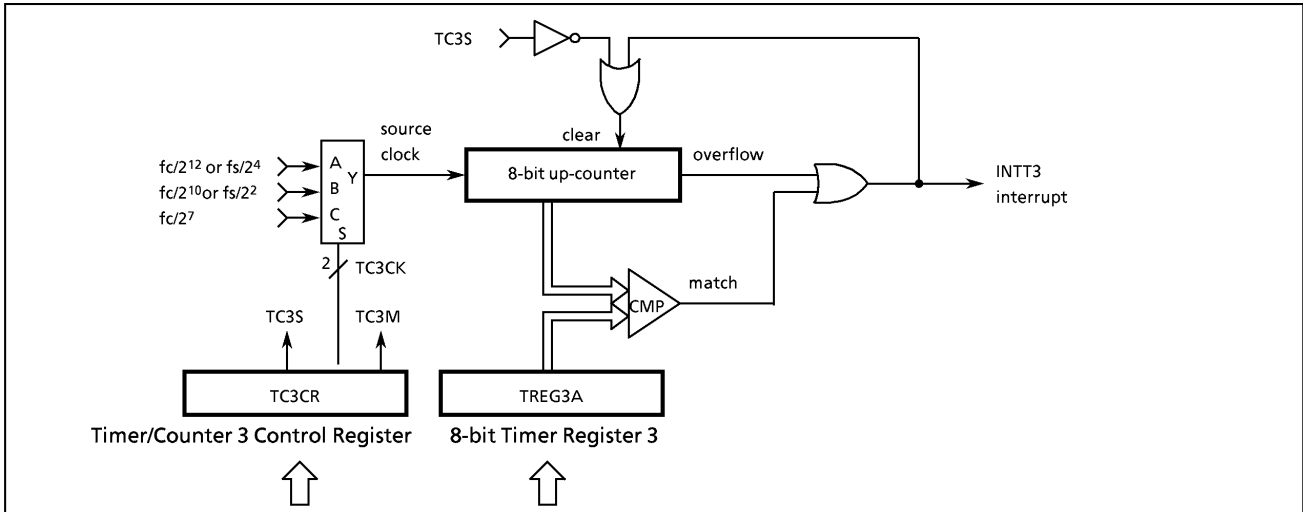 TC3S
source
clock
clear
overflow
fc/2¹² or fs/2⁴
fc/2¹⁰or fs/2²
fc/2⁷
A
B
C
Y
S
8-bit up-counter
INTT3
interrupt
2
TC3CK
CMP
match
TC3S
TC3M
TC3CR
TREG3A
Timer/Counter 3 Control Register
8-bit Timer Register 3